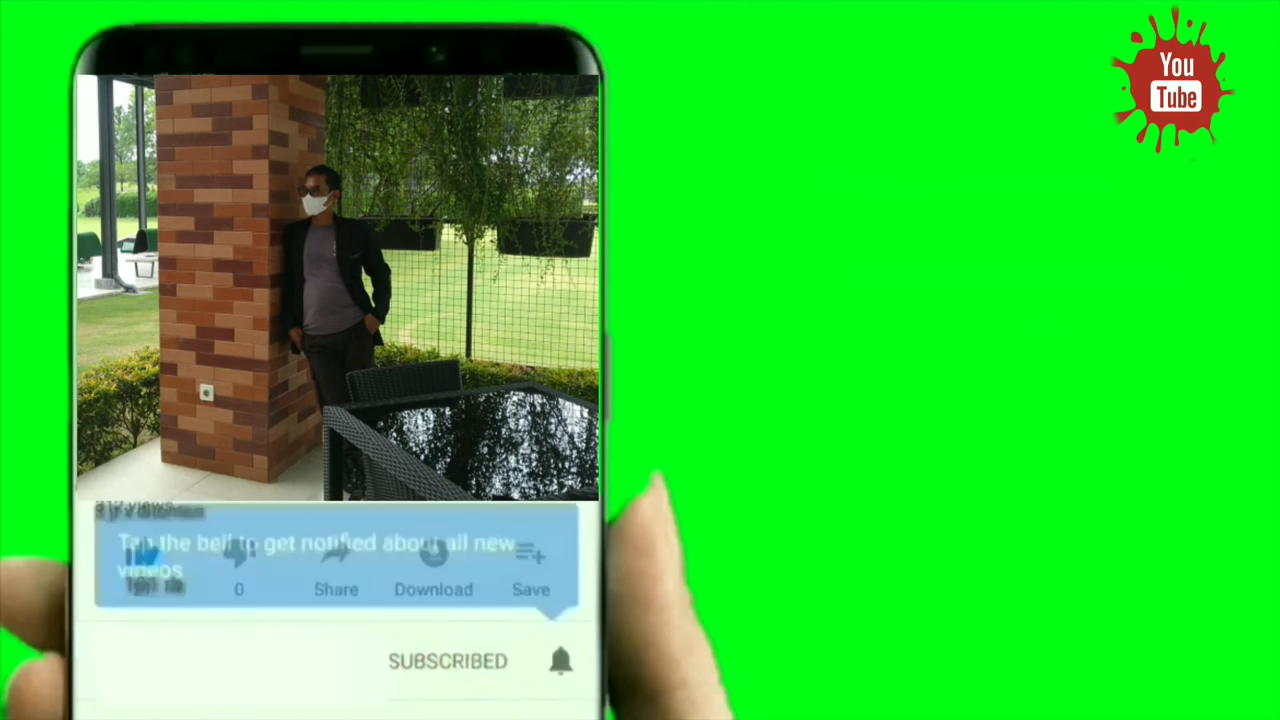 You
Tube
Tap the bell to get notified about all new
videos
0
Share
Download
Save
SUBSCRIBED